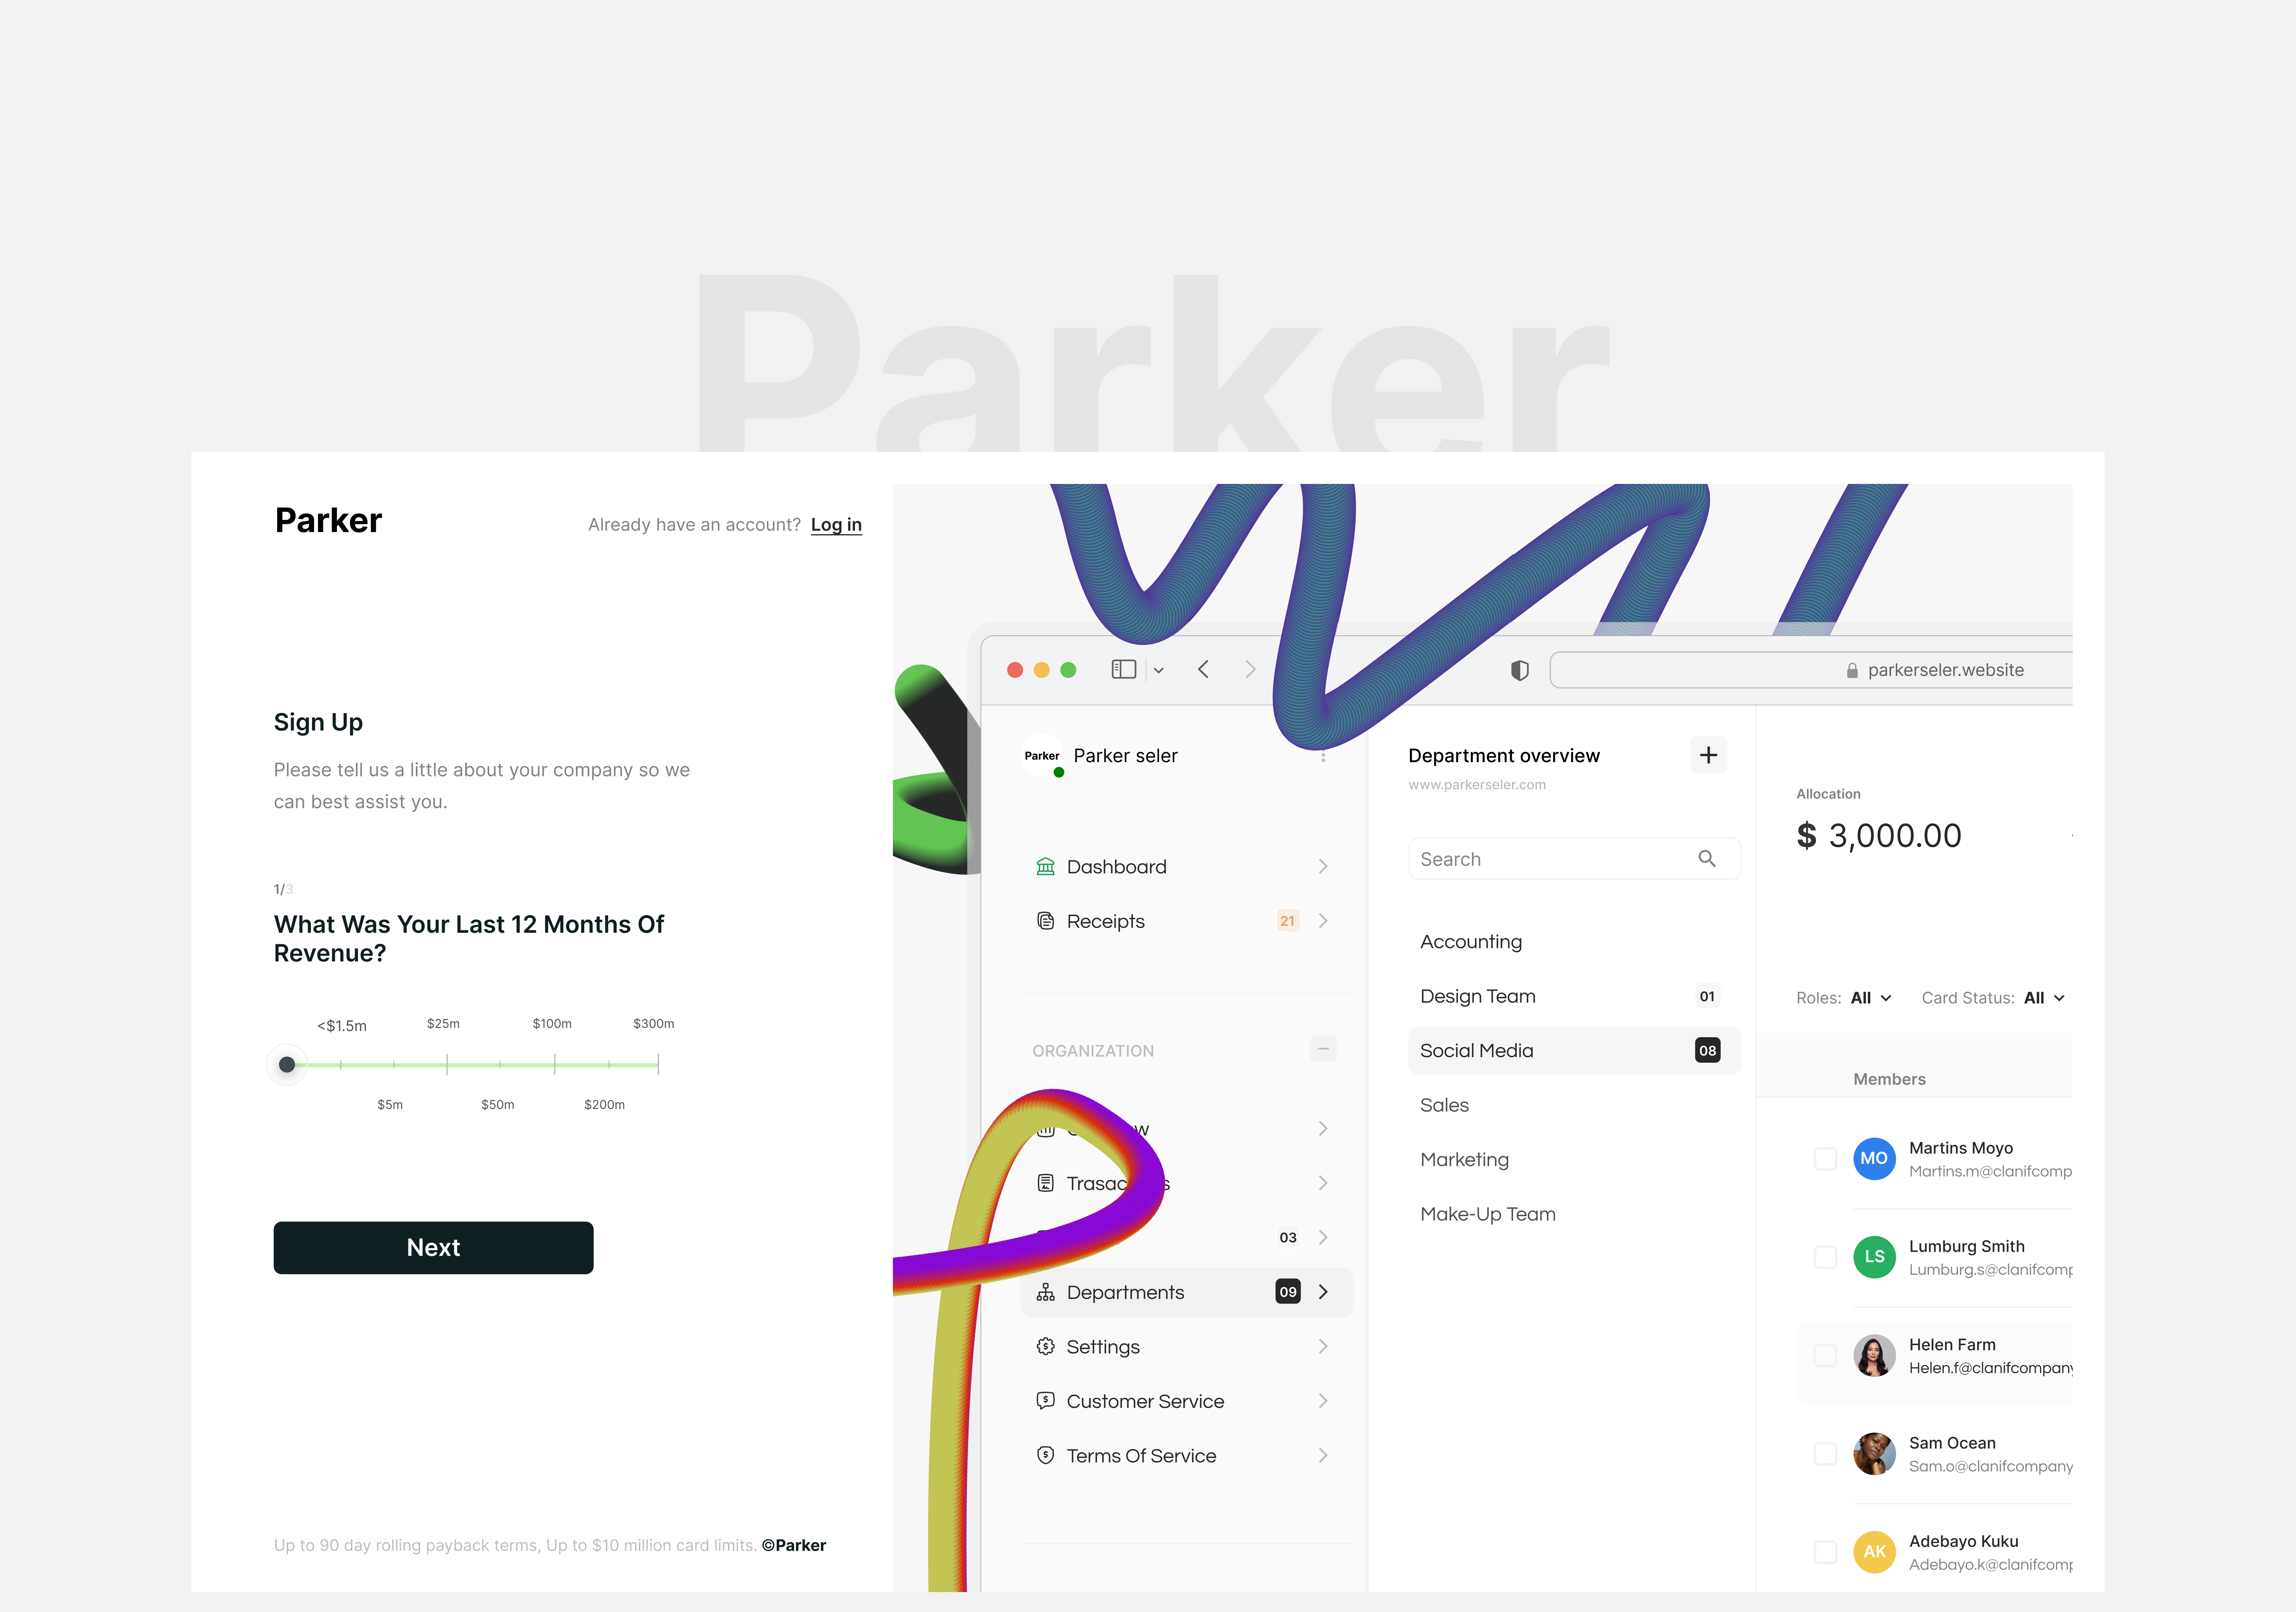 Parker
Parker
Already have an account? Log in
Sign Up
Please tell us a little about your company so we
can best assist you.
1/3
What Was Your Last 12 Months Of
Revenue?
<$1.5m
$25m
$100m
$300m
$5m
$50m
$200m
Next
Up to 90 day rolling payback terms, Up to $10 million card limits. ©Parker
parkerseler.website
Parker
Parker seler
Dashboard
Receipts
21
ORGANIZATION
03
Departments
09
Settings
Customer Service
Terms Of Service
Department overview
www.parkerseler.com
Search
Accounting
Design Team
01
Social Media
08
Sales
Marketing
Make-Up Team
Allocation
$ 3,000.00
Roles: All
Card Status: All
Members
MO
Martins Moyo
Martins.m@clanifcomp
LS
Lumburg Smith
Lumburg.s@clanifcomp
Helen Farm
Helen.f@clanifcompany
Sam Ocean
Sam.o@clanifcompany
AK
Adebayo Kuku
Adebayo.k@clanifcomp